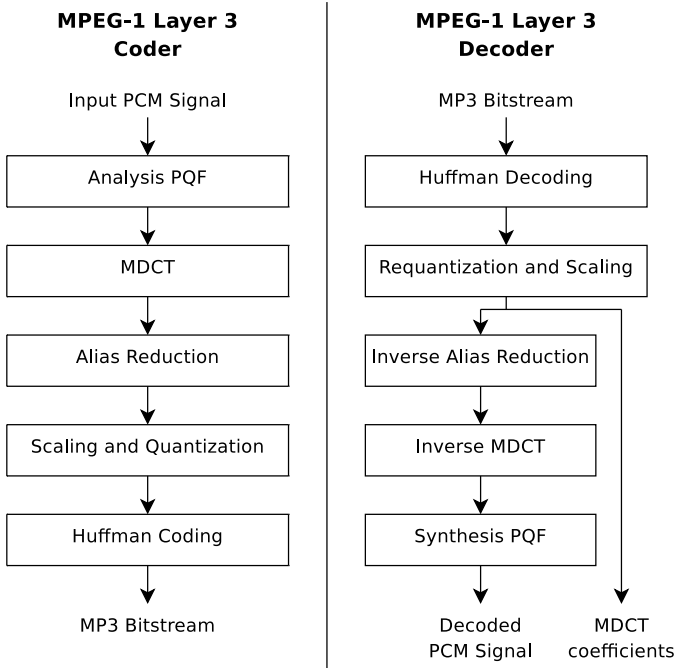 MPEG-1 Layer 3
Coder
Input PCM Signal
Analysis PQF
MDCT
Alias Reduction
Scaling and Quantization
Huffman Coding
MP3 Bitstream
MPEG-1 Layer 3
Decoder
MP3 Bitstream
Huffman Decoding
Requantization and Scaling
Inverse Alias Reduction
Inverse MDCT
Synthesis PQF
Decoded
PCM Signal
MDCT
coefficients